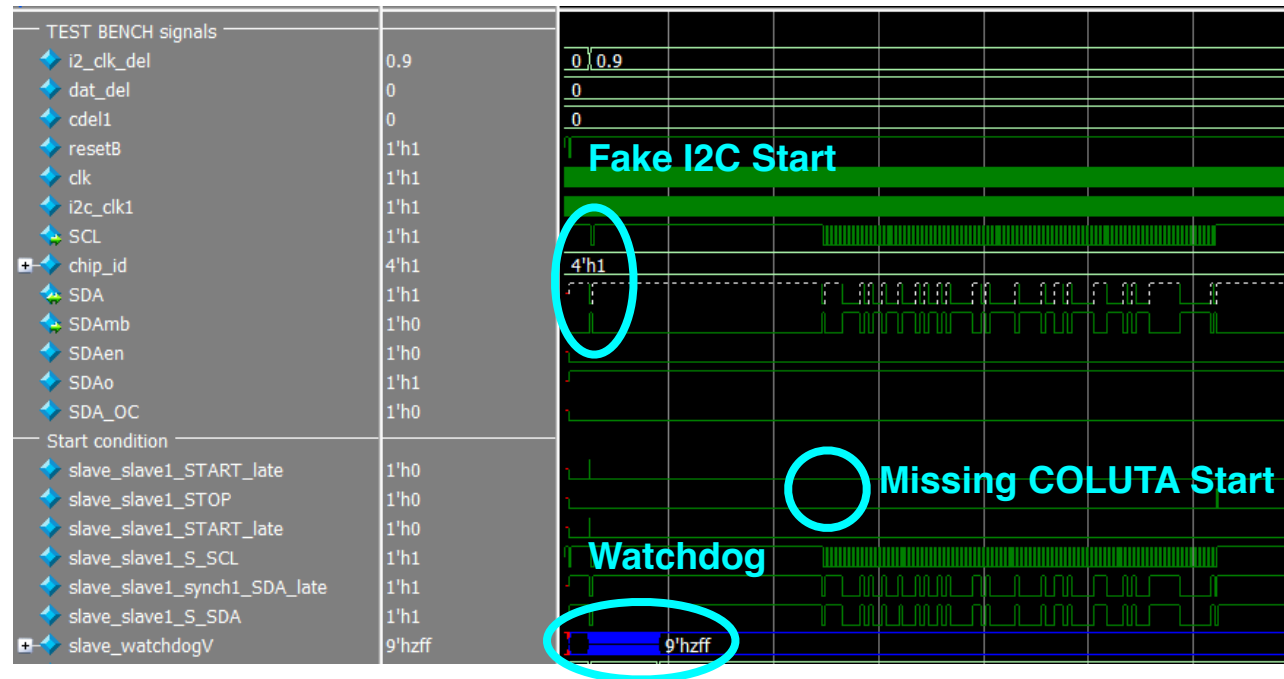 TEST BENCH signals
i2_clk_del 0.9 0 0.9
dat_del 0 0
cdel1 0 0
resetB 1'h1
Fake I2C Start
clk 1'h1
i2c_clk1 1'h1
SCL 1'h1
chip_id 4'h1 4'h1
SDA 1'h1
SDAmb 1'h0
SDAen 1'h0
SDAo 1'h1
SDA_OC 1'h0
Start condition
slave_slave1_START_late 1'h0
Missing COLUTA Start
slave_slave1_STOP 1'h0
slave_slave1_START_late 1'h0
slave_slave1_S_SCL 1'h1
Watchdog
slave_slave1_synch1_SDA_late 1'h1
slave_slave1_S_SDA 1'h1
slave_watchdogV 9'hzff 9'hzff